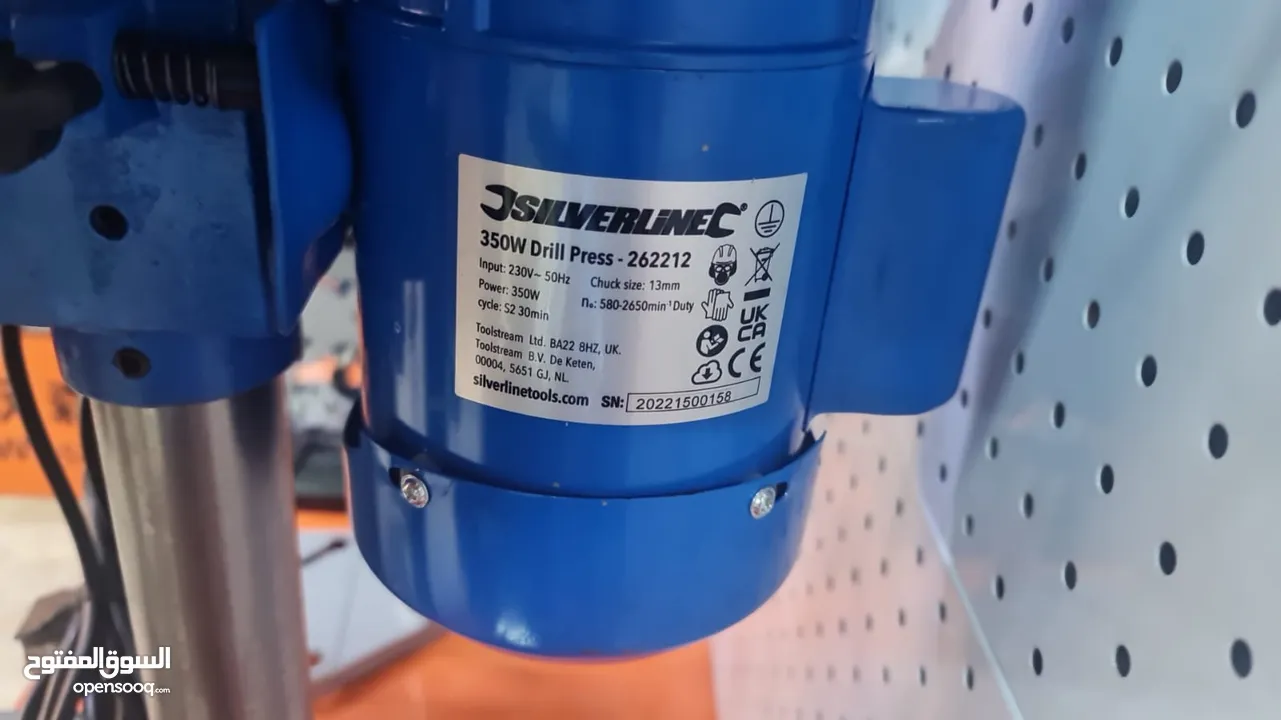 SILVERLINE®
350W Drill Press - 262212
Input: 230V~ 50Hz Chuck size: 13mm
Power: 350W n₀: 580-2650min⁻¹ Duty
cycle: S2 30min
Toolstream Ltd. BA22 8HZ, UK.
Toolstream B.V. De Keten,
00004, 5651 GJ, NL.
silverlinetools.com SN: 20221500158
UK
CA
CE
السوق المفتوح
opensooq.com